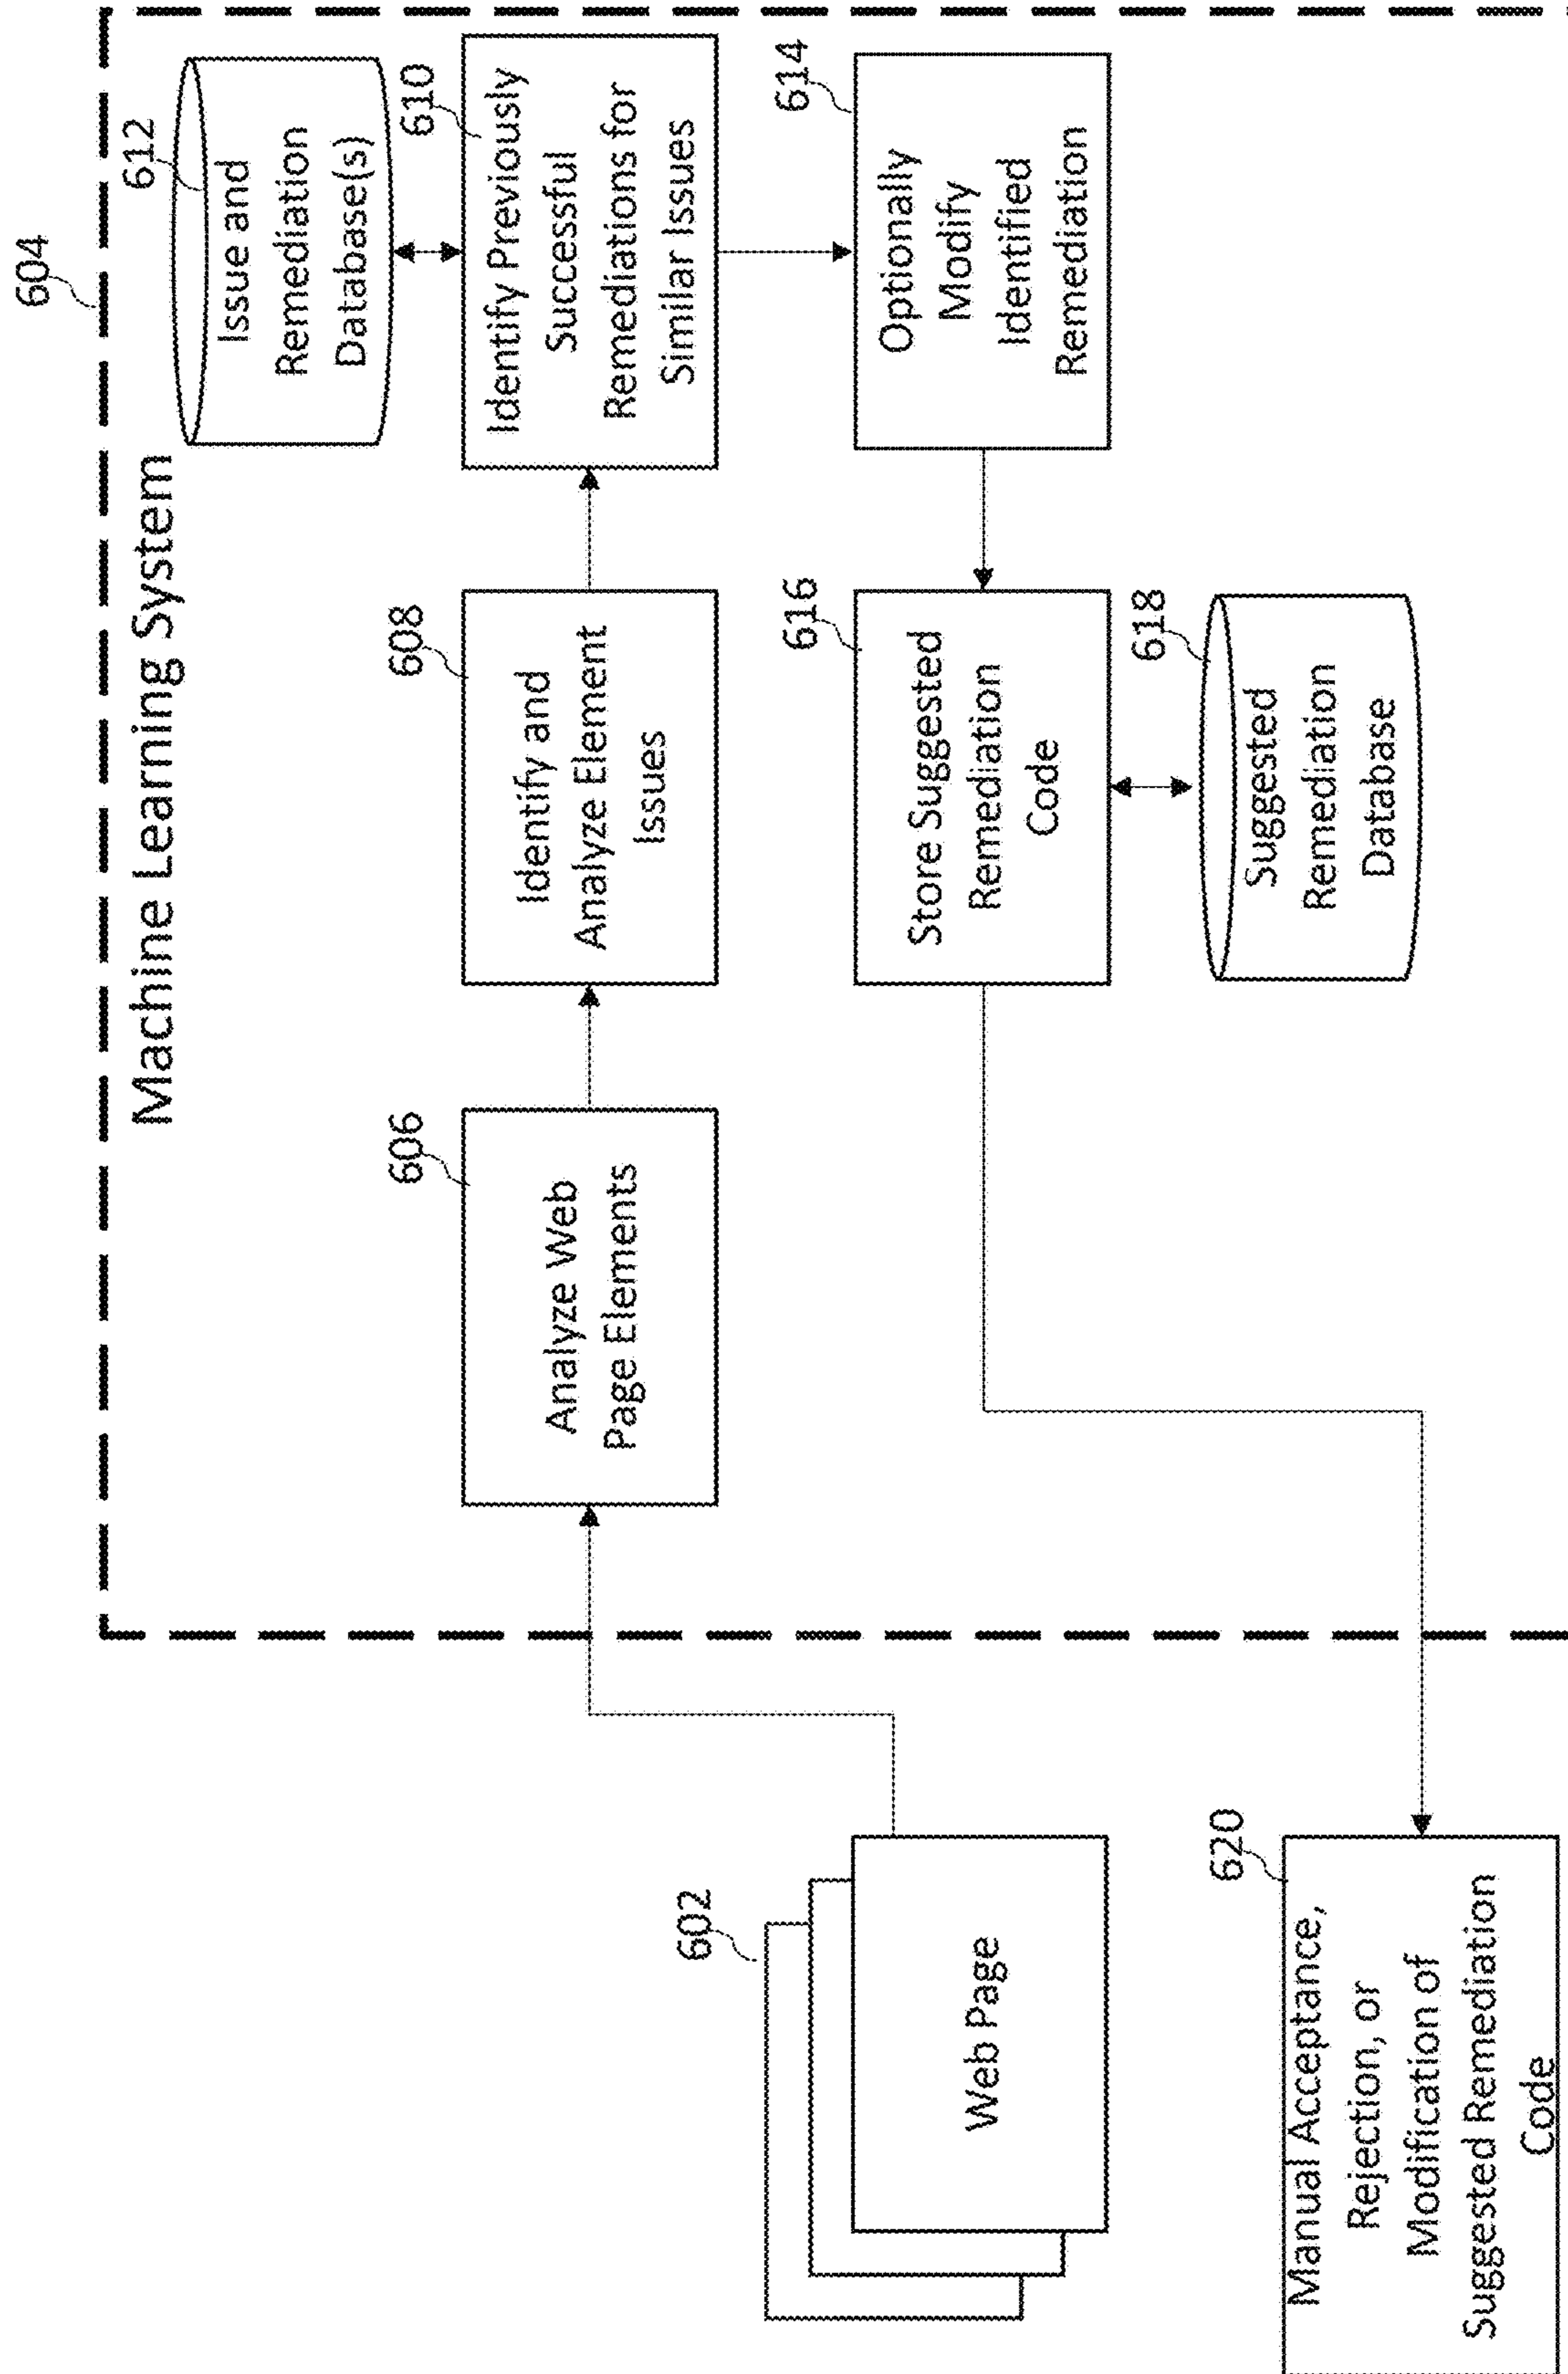 604
Machine Learning System
612
Issue and
Remediation
Database(s)
602
Web Page
606
Analyze Web
Page Elements
608
Identify and
Analyze Element
Issues
610
Identify Previously
Successful
Remediations for
Similar Issues
614
Optionally
Modify
Identified
Remediation
616
Store Suggested
Remediation
Code
618
Suggested
Remediation
Database
620
Manual Acceptance,
Rejection, or
Modification of
Suggested Remediation
Code